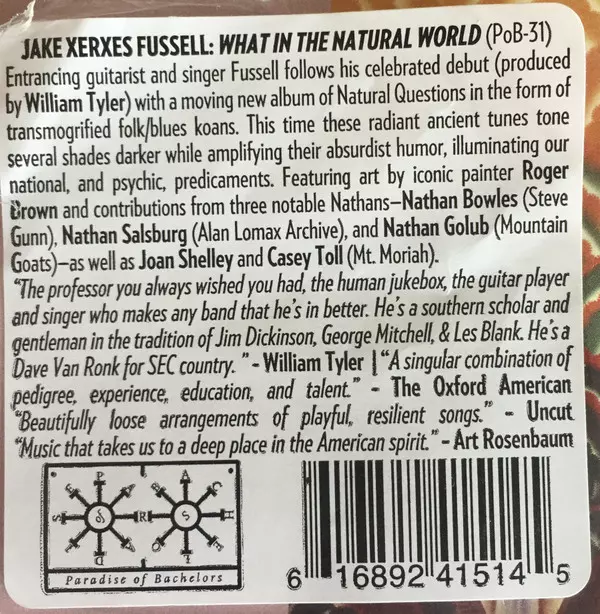 JAKE XERXES FUSSELL: WHAT IN THE NATURAL WORLD (PoB-31)
Entrancing guitarist and singer Fussell follows his celebrated debut (produced
by William Tyler) with a moving new album of Natural Questions in the form of
transmogrified folk/blues koans. This time these radiant ancient tunes tone
several shades darker while amplifying their absurdist humor, illuminating our
national, and psychic, predicaments. Featuring art by iconic painter Roger
Brown and contributions from three notable Nathans—Nathan Bowles (Steve
Gunn), Nathan Salsburg (Alan Lomax Archive), and Nathan Golub (Mountain
Goats)—as well as Joan Shelley and Casey Toll (Mt. Moriah).
"The professor you always wished you had, the human jukebox, the guitar player
and singer who makes any band that he's in better. He's a southern scholar and
gentleman in the tradition of Jim Dickinson, George Mitchell, & Les Blank. He's a
Dave Van Ronk for SEC country. " - William Tyler | "A singular combination of
pedigree, experience, education, and talent." - The Oxford American
"Beautifully loose arrangements of playful, resilient songs." - Uncut
"Music that takes us to a deep place in the American spirit." - Art Rosenbaum
Paradise of Bachelors
6 16892 41514 5